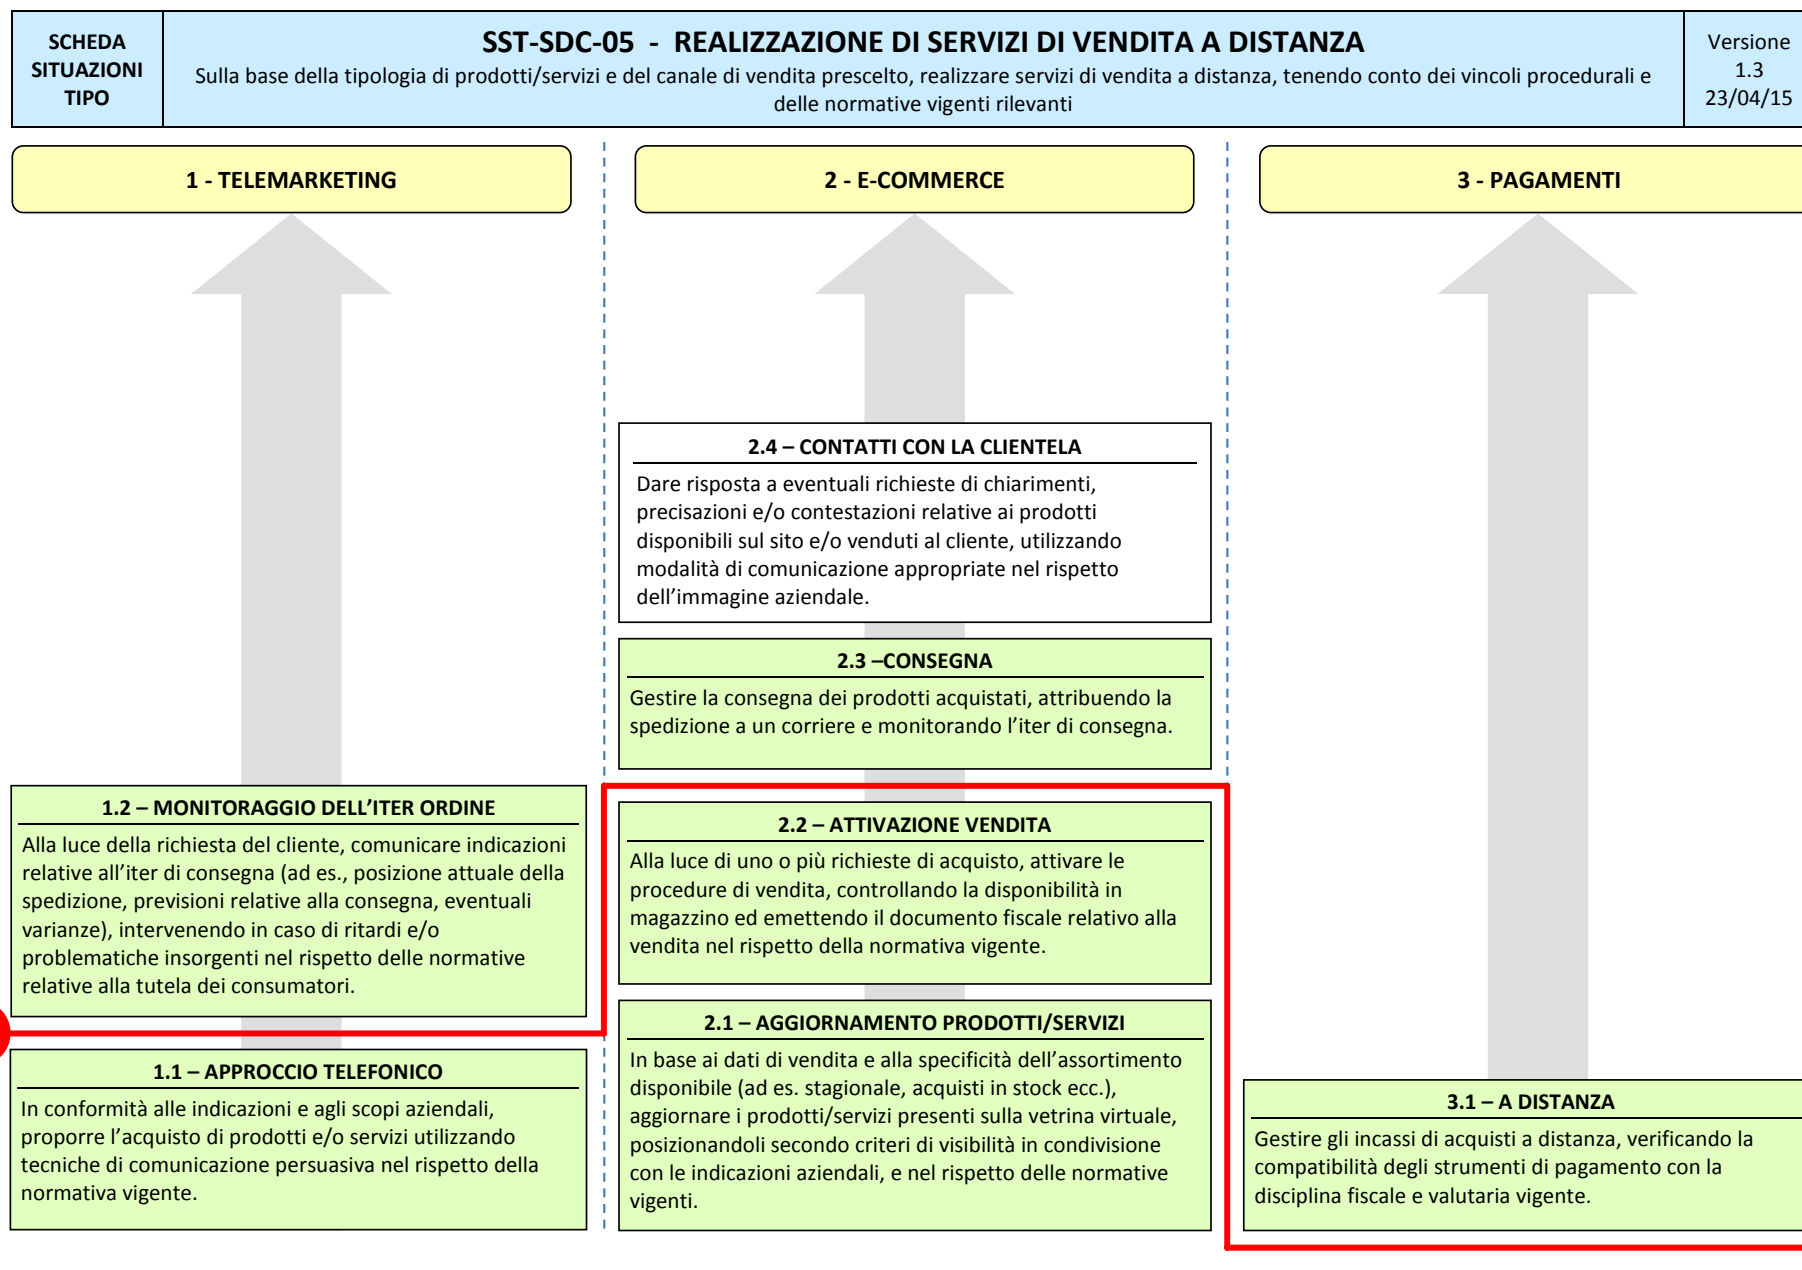 SCHEDA
SITUAZIONI
TIPO
SST-SDC-05 - REALIZZAZIONE DI SERVIZI DI VENDITA A DISTANZA
Sulla base della tipologia di prodotti/servizi e del canale di vendita prescelto, realizzare servizi di vendita a distanza, tenendo conto dei vincoli procedurali e
delle normative vigenti rilevanti
Versione
1.3
23/04/15
1 - TELEMARKETING
2 - E-COMMERCE
3 - PAGAMENTI
2.4 – CONTATTI CON LA CLIENTELA
Dare risposta a eventuali richieste di chiarimenti,
precisazioni e/o contestazioni relative ai prodotti
disponibili sul sito e/o venduti al cliente, utilizzando
modalità di comunicazione appropriate nel rispetto
dell’immagine aziendale.
2.3 –CONSEGNA
Gestire la consegna dei prodotti acquistati, attribuendo la
spedizione a un corriere e monitorando l’iter di consegna.
1.2 – MONITORAGGIO DELL’ITER ORDINE
Alla luce della richiesta del cliente, comunicare indicazioni
relative all’iter di consegna (ad es., posizione attuale della
spedizione, previsioni relative alla consegna, eventuali
varianze), intervenendo in caso di ritardi e/o
problematiche insorgenti nel rispetto delle normative
relative alla tutela dei consumatori.
2.2 – ATTIVAZIONE VENDITA
Alla luce di uno o più richieste di acquisto, attivare le
procedure di vendita, controllando la disponibilità in
magazzino ed emettendo il documento fiscale relativo alla
vendita nel rispetto della normativa vigente.
1.1 – APPROCCIO TELEFONICO
In conformità alle indicazioni e agli scopi aziendali,
proporre l’acquisto di prodotti e/o servizi utilizzando
tecniche di comunicazione persuasiva nel rispetto della
normativa vigente.
2.1 – AGGIORNAMENTO PRODOTTI/SERVIZI
In base ai dati di vendita e alla specificità dell’assortimento
disponibile (ad es. stagionale, acquisti in stock ecc.),
aggiornare i prodotti/servizi presenti sulla vetrina virtuale,
posizionandoli secondo criteri di visibilità in condivisione
con le indicazioni aziendali, e nel rispetto delle normative
vigenti.
3.1 – A DISTANZA
Gestire gli incassi di acquisti a distanza, verificando la
compatibilità degli strumenti di pagamento con la
disciplina fiscale e valutaria vigente.